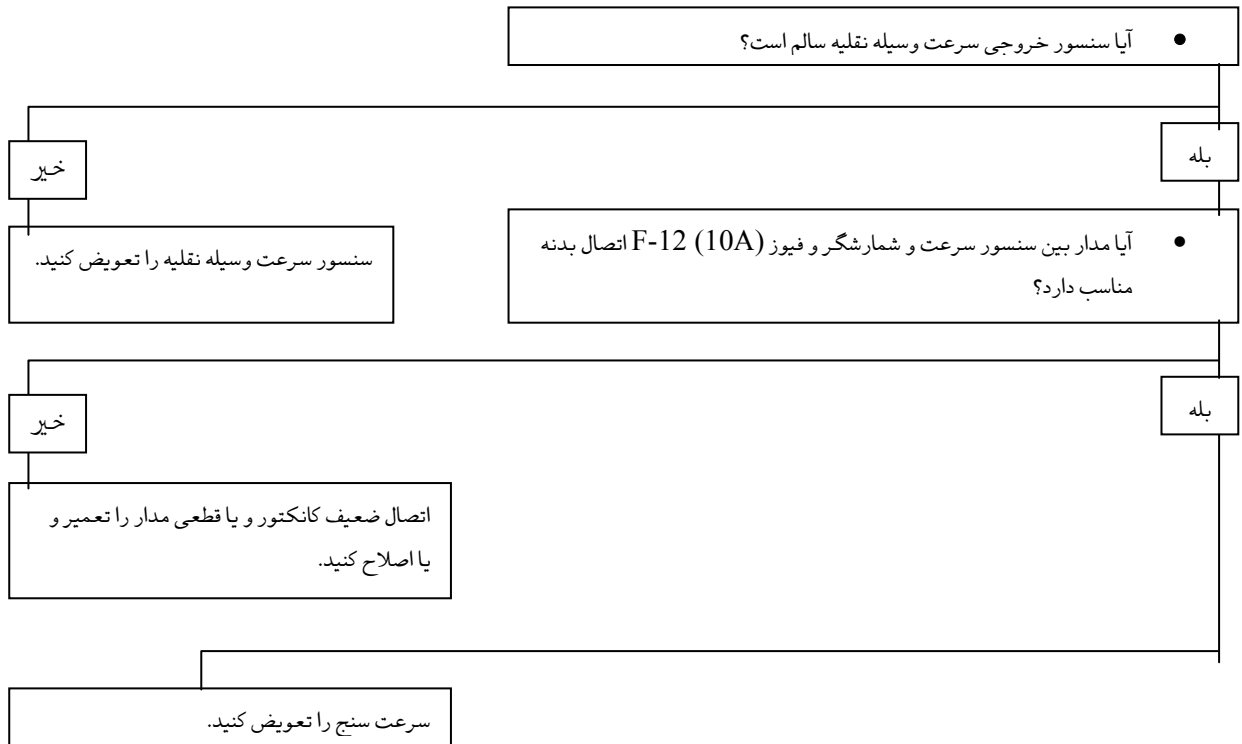 ● آیا سنسور خروجی سرعت وسیله نقلیه سالم است؟
بله
خیر
● آیا مدار بین سنسور سرعت و شمارشگر و فیوز F-12 (10A) اتصال بدنه
مناسب دارد؟
سنسور سرعت وسیله نقلیه را تعویض کنید.
بله
خیر
اتصال ضعیف کانکتور و یا قطعی مدار را تعمیر و
یا اصلاح کنید.
سرعت سنج را تعویض کنید.